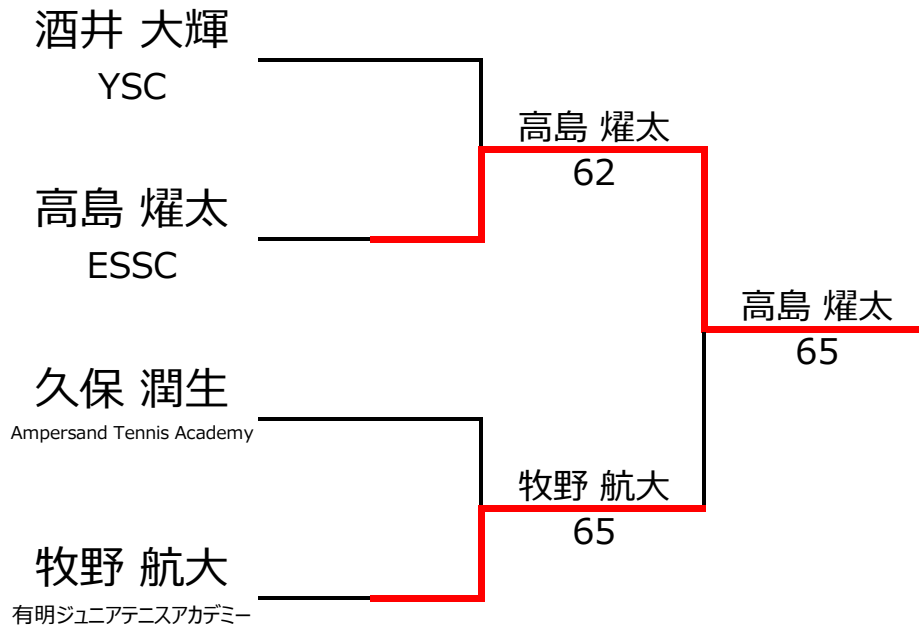 酒井 大輝
YSC
高島 燿太
62
高島 燿太
ESSC
高島 燿太
65
久保 潤生
Ampersand Tennis Academy
牧野 航大
65
牧野 航大
有明ジュニアテニスアカデミー